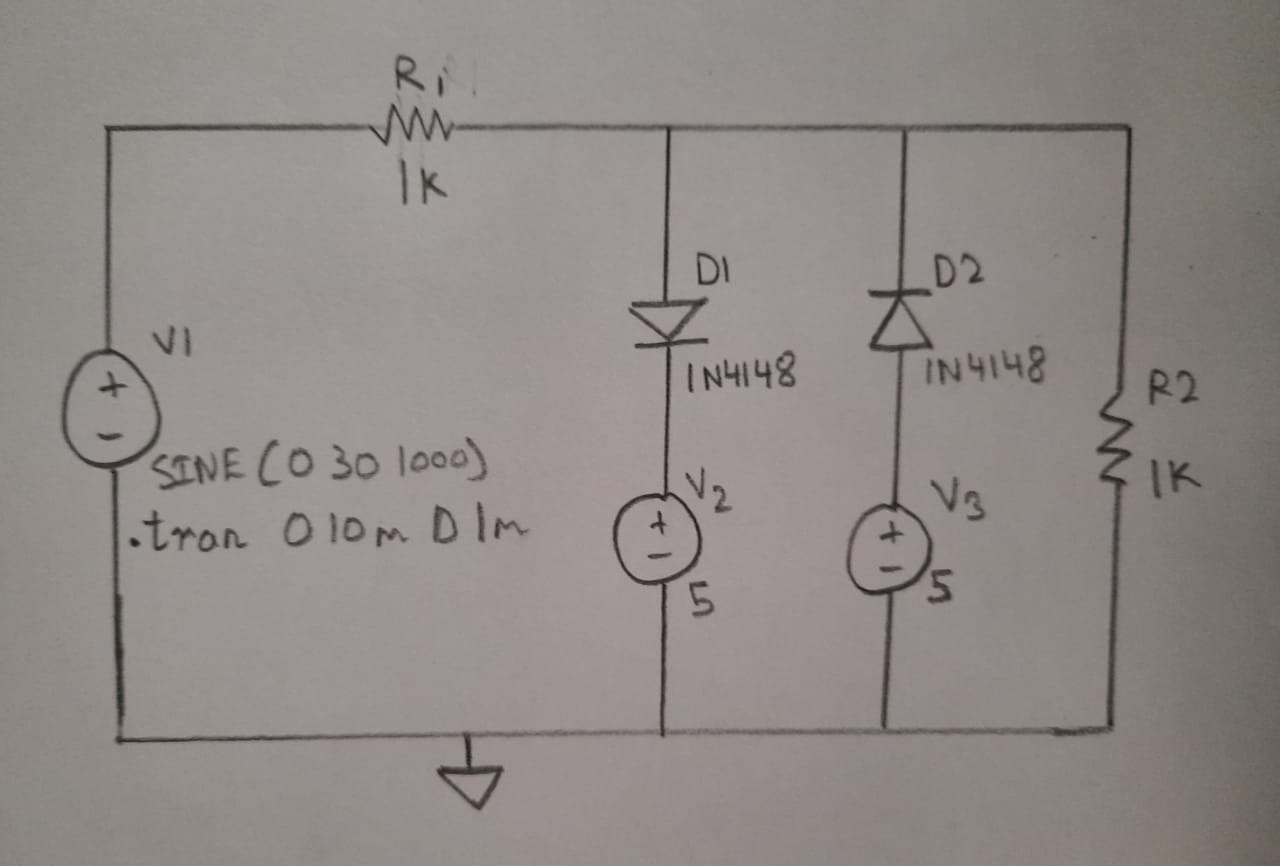 R1
1K
V1
+
-
SINE (0 30 1000)
.tran 0 10m 0 1m
D1
1N4148
V2
+
-
5
D2
1N4148
V3
+
-
5
R2
1K